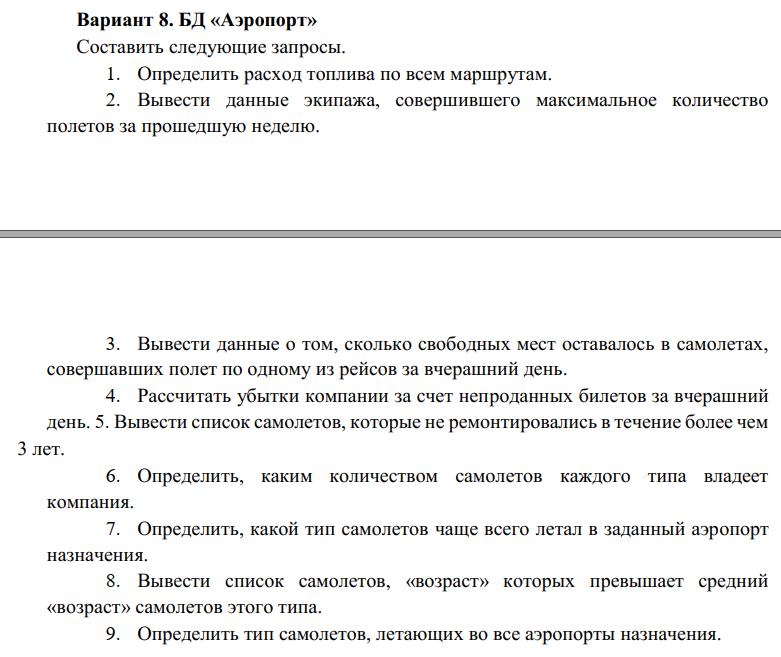 Вариант 8. БД «Аэропорт»
Составить следующие запросы.
1. Определить расход топлива по всем маршрутам.
2. Вывести данные экипажа, совершившего максимальное количество
полетов за прошедшую неделю.
3. Вывести данные о том, сколько свободных мест оставалось в самолетах,
совершавших полет по одному из рейсов за вчерашний день.
4. Рассчитать убытки компании за счет непроданных билетов за вчерашний
день. 5. Вывести список самолетов, которые не ремонтировались в течение более чем
3 лет.
6. Определить, каким количеством самолетов каждого типа владеет
компания.
7. Определить, какой тип самолетов чаще всего летал в заданный аэропорт
назначения.
8. Вывести список самолетов, «возраст» которых превышает средний
«возраст» самолетов этого типа.
9. Определить тип самолетов, летающих во все аэропорты назначения.